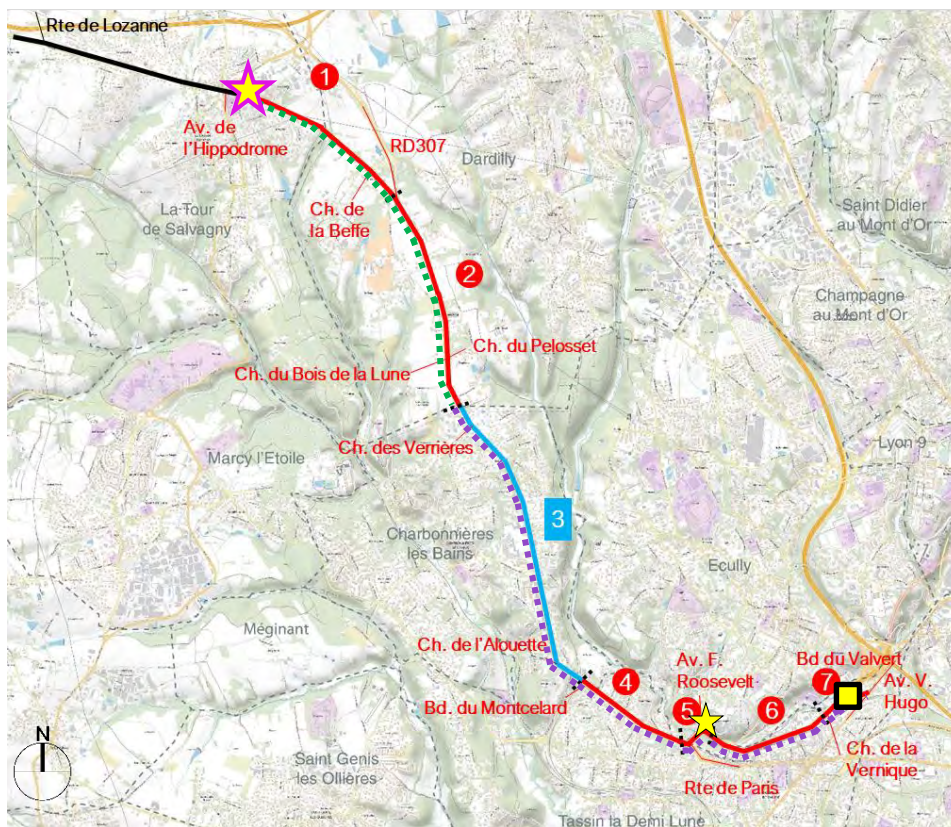 Rte de Lozanne
1
Av. de
l'Hippodrome
RD307
Dardilly
La Tour
de Salvagny
Ch. de
la Beffe
Saint Didier
au Mont d'Or
2
Champagne
au Mont d'Or
Ch. du Pelosset
Ch. du Bois de la Lune
Ch. des Verrières
Lyon 9
Marcy l'Etoile
3
Charbonnières
les Bains
Ecully
Méginant
Ch. de l'Alouette
Av. F.
Roosevelt
Bd du Valvert
4
7
Av. V.
Hugo
Bd. du Montcelard
5
6
N
Saint Genis
les Ollières
Ch. de la
Vernique
Rte de Paris
Tassin la Demi Lune